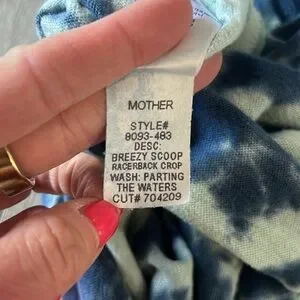 MOTHER
STYLE#
8093-483
DESC:
BREEZY SCOOP
RACERBACK CROP
WASH: PARTING
THE WATERS
CUT# 704209